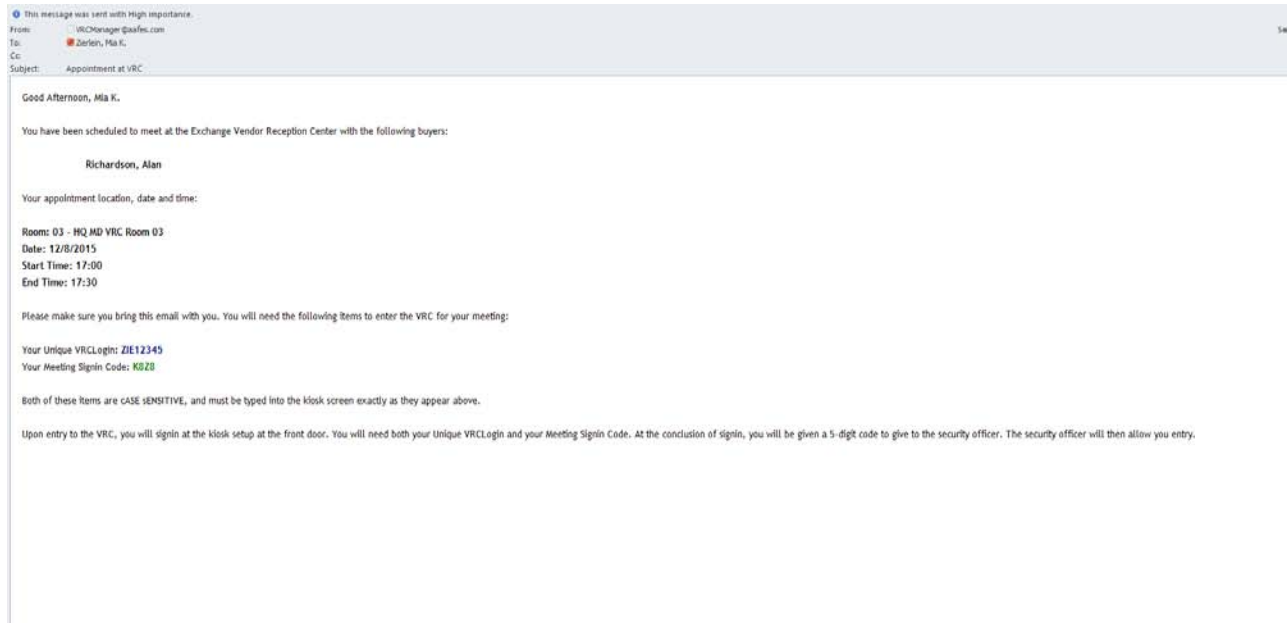 This message was sent with High importance.
From: VRCManager@aafes.com
To: Zierlein, Mia K.
Cc:
Subject: Appointment at VRC
Good Afternoon, Mia K.
You have been scheduled to meet at the Exchange Vendor Reception Center with the following buyers:
Richardson, Alan
Your appointment location, date and time:
Room: 03 - HQ MD VRC Room 03
Date: 12/8/2015
Start Time: 17:00
End Time: 17:30
Please make sure you bring this email with you. You will need the following items to enter the VRC for your meeting:
Your Unique VRCLogin: ZIE12345
Your Meeting Signin Code:
Both of these items are cASE sENSITIVE, and must be typed into the kiosk screen exactly as they appear above.
Upon entry to the VRC, you will signin at the kiosk setup at the front door. You will need both your Unique VRCLogin and your Meeting Signin Code. At the conclusion of signin, you will be given a 5-digit code to give to the security officer. The security officer will then allow you entry.